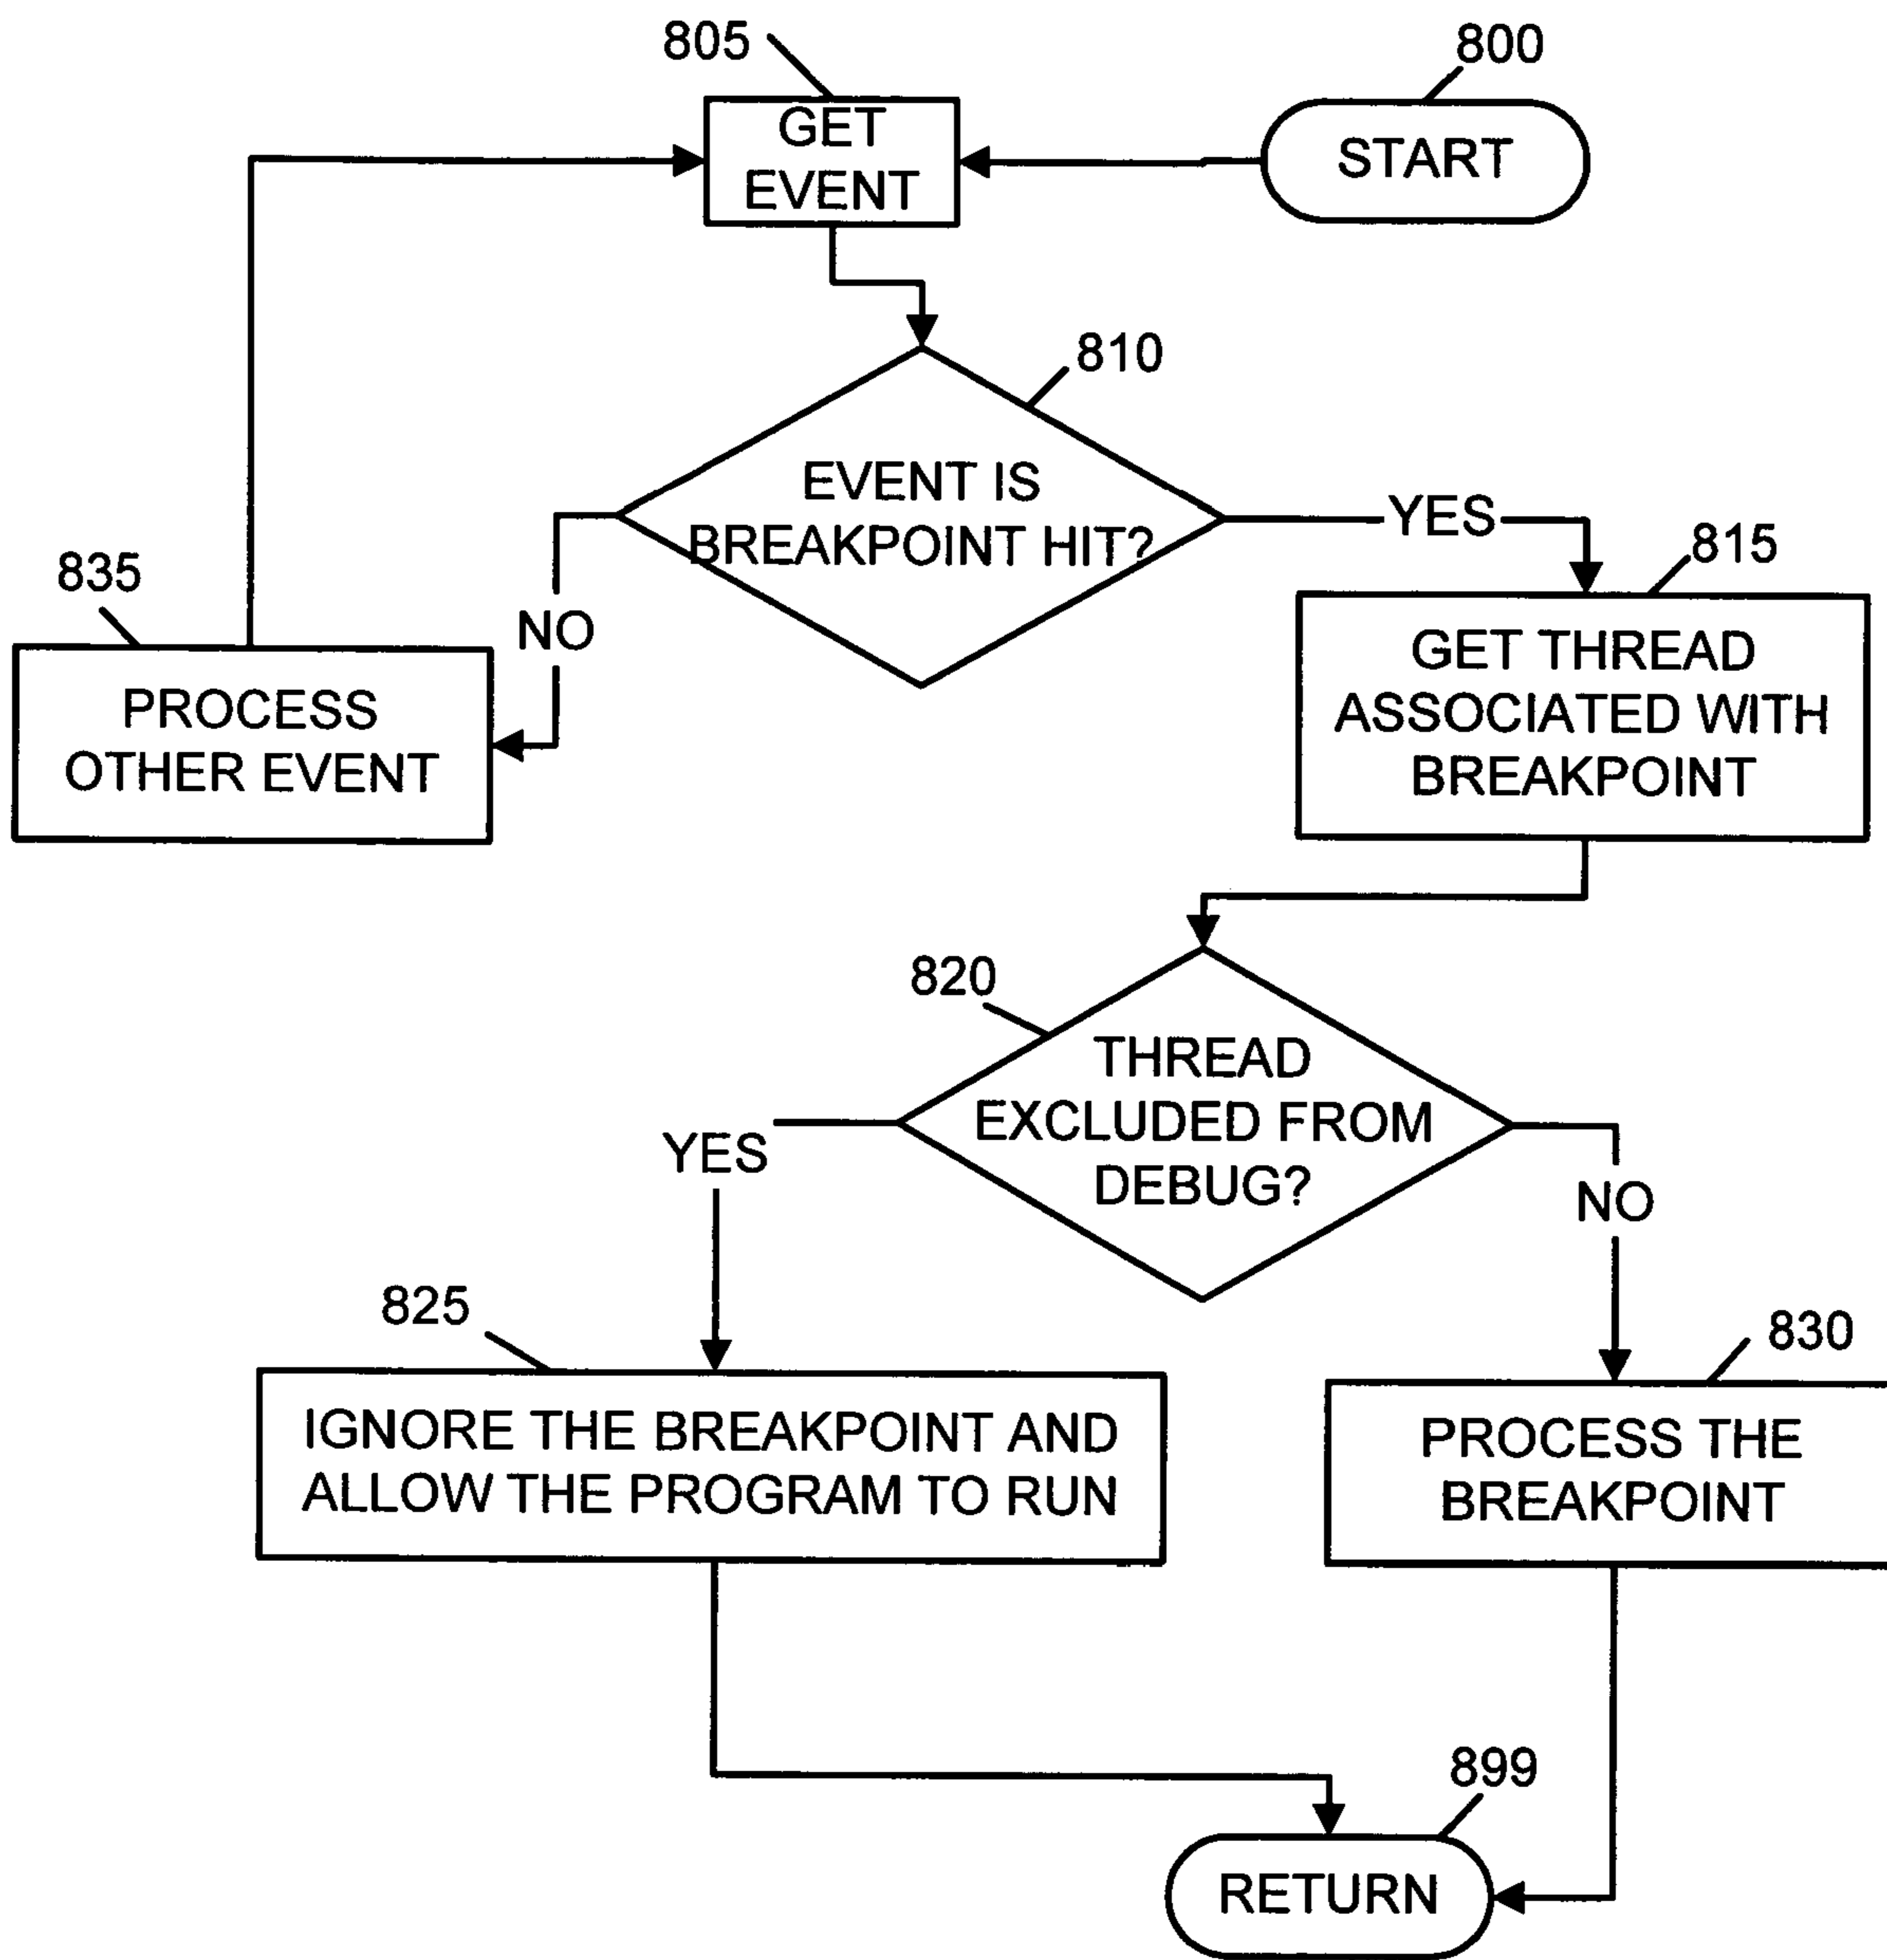 805
800
GET
EVENT
START
810
EVENT IS
BREAKPOINT HIT?
YES
815
835
NO
GET THREAD
ASSOCIATED WITH
BREAKPOINT
PROCESS
OTHER EVENT
820
THREAD
EXCLUDED FROM
DEBUG?
YES
NO
825
830
IGNORE THE BREAKPOINT AND
ALLOW THE PROGRAM TO RUN
PROCESS THE
BREAKPOINT
899
RETURN